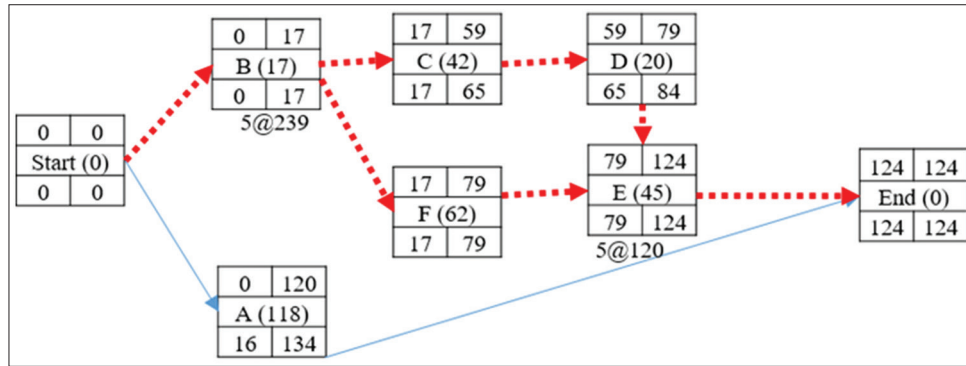 0 17
B (17)
0 17
5@239
17 59
C (42)
17 65
59 79
D (20)
65 84
0 0
Start (0)
0 0
17 79
F (62)
17 79
79 124
E (45)
79 124
5@120
124 124
End (0)
124 124
0 120
A (118)
16 134